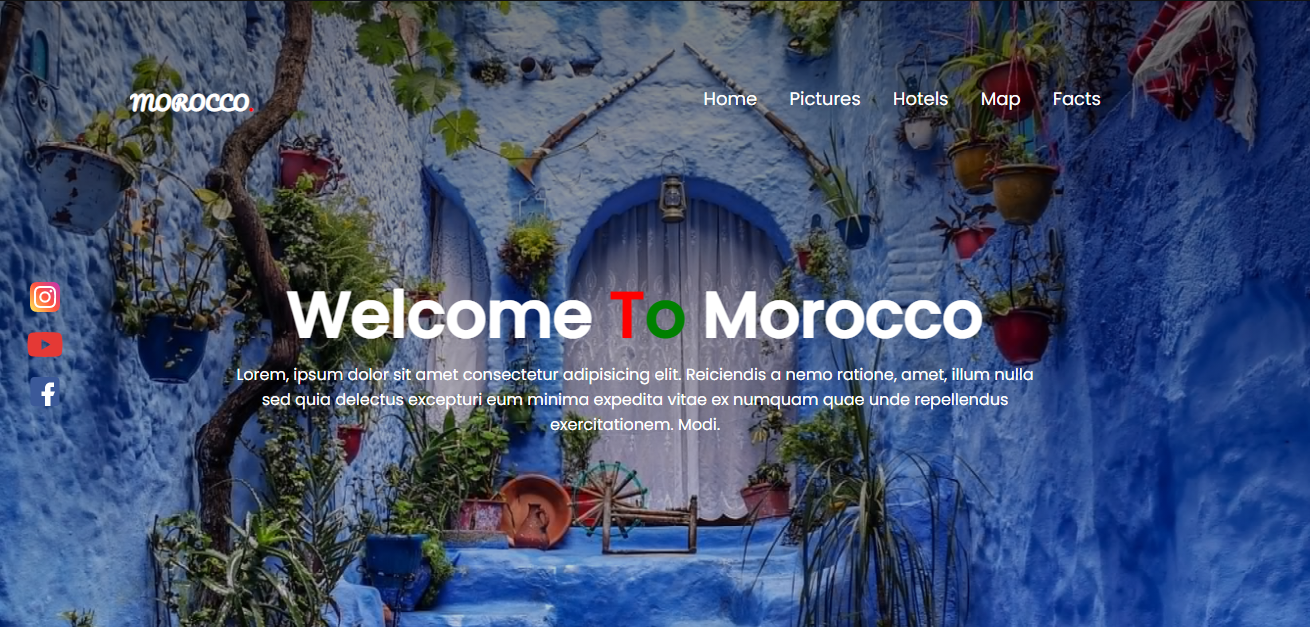 MOROCCO.
Home Pictures Hotels Map Facts
Welcome To Morocco
Lorem, ipsum dolor sit amet consectetur adipisicing elit. Reiciendis a nemo ratione, amet, illum nulla
sed quia delectus excepturi eum minima expedita vitae ex numquam quae unde repellendus
exercitationem. Modi.